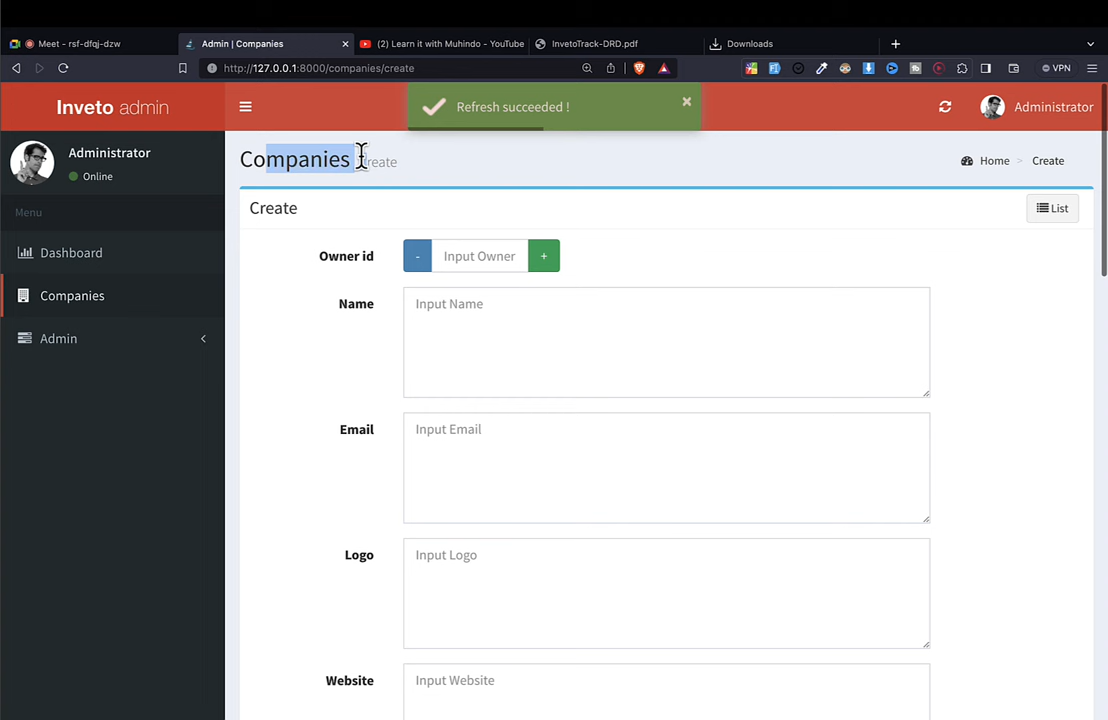 Meet - rsf-dfqj-dzw
Admin | Companies
(2) Learn it with Muhindo - YouTube
InvetoTrack-DRD.pdf
Downloads
http://127.0.0.1:8000/companies/create
VPN
Inveto admin
Refresh succeeded !
Administrator
Administrator
Online
Companies Create
Home > Create
Menu
Create
List
Dashboard
Owner id
- Input Owner +
Companies
Name
Input Name
Admin
Email
Input Email
Logo
Input Logo
Website
Input Website